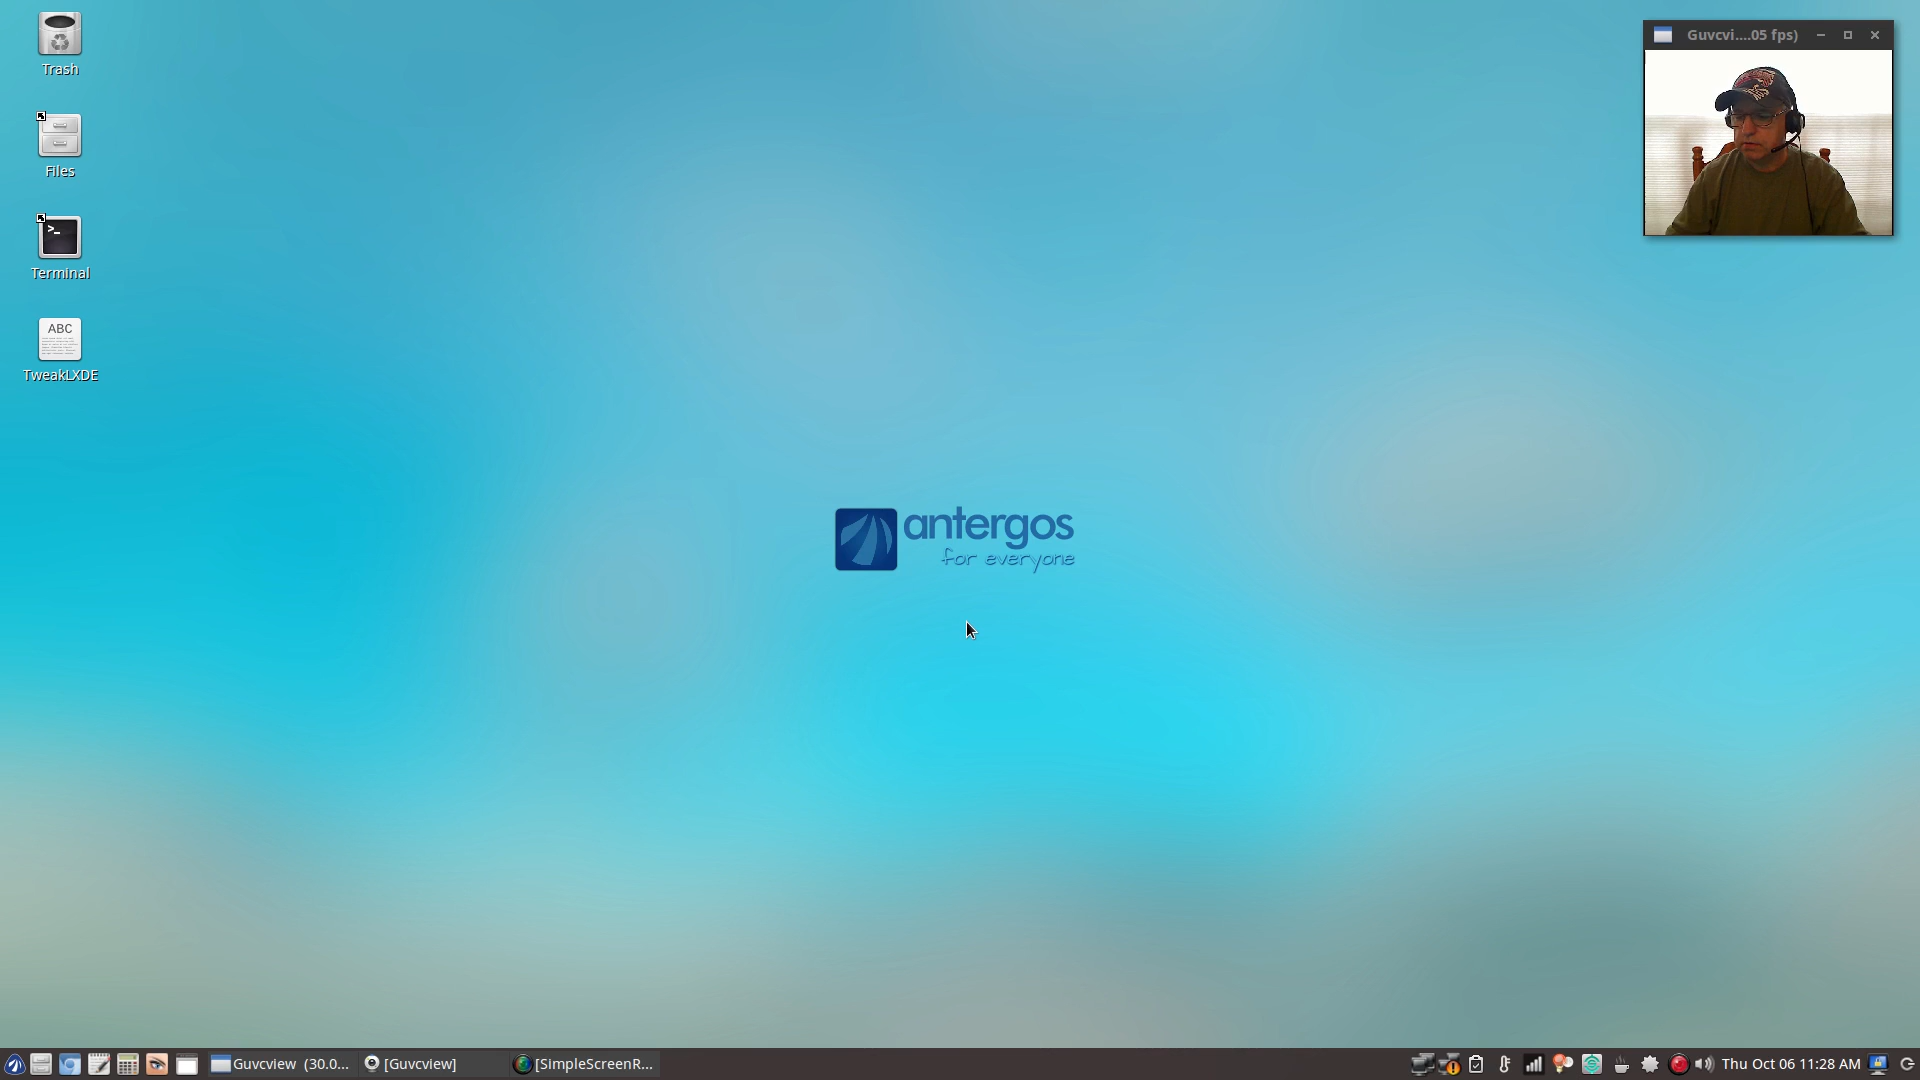 Trash
Files
>_
Terminal
ABC
TweakLXDE
Guvcvi....05 fps)
antergos
for everyone
Guvcview (30.0...
[Guvcview]
[SimpleScreenR...
Thu Oct 06 11:28 AM